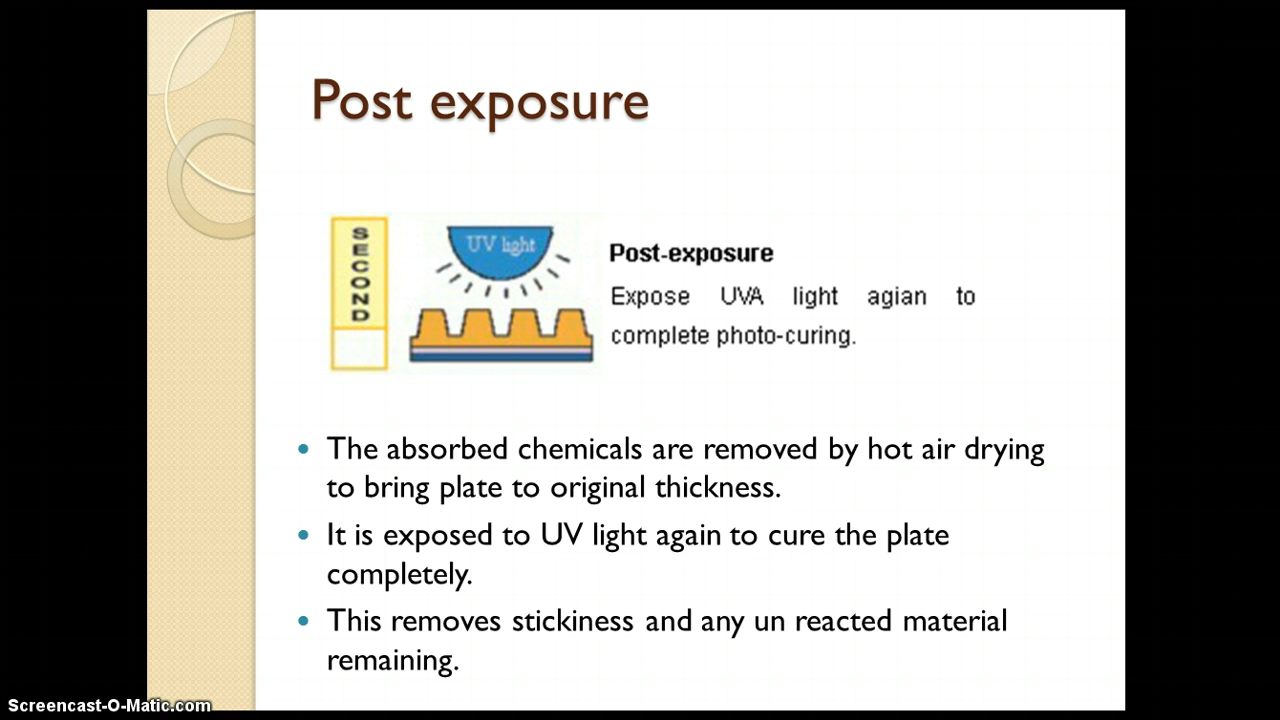 Post exposure
SECOND
UV light
Post-exposure
Expose UVA light agian to
complete photo-curing.
• The absorbed chemicals are removed by hot air drying
to bring plate to original thickness.
• It is exposed to UV light again to cure the plate
completely.
• This removes stickiness and any un reacted material
remaining.
Screencast-O-Matic.com